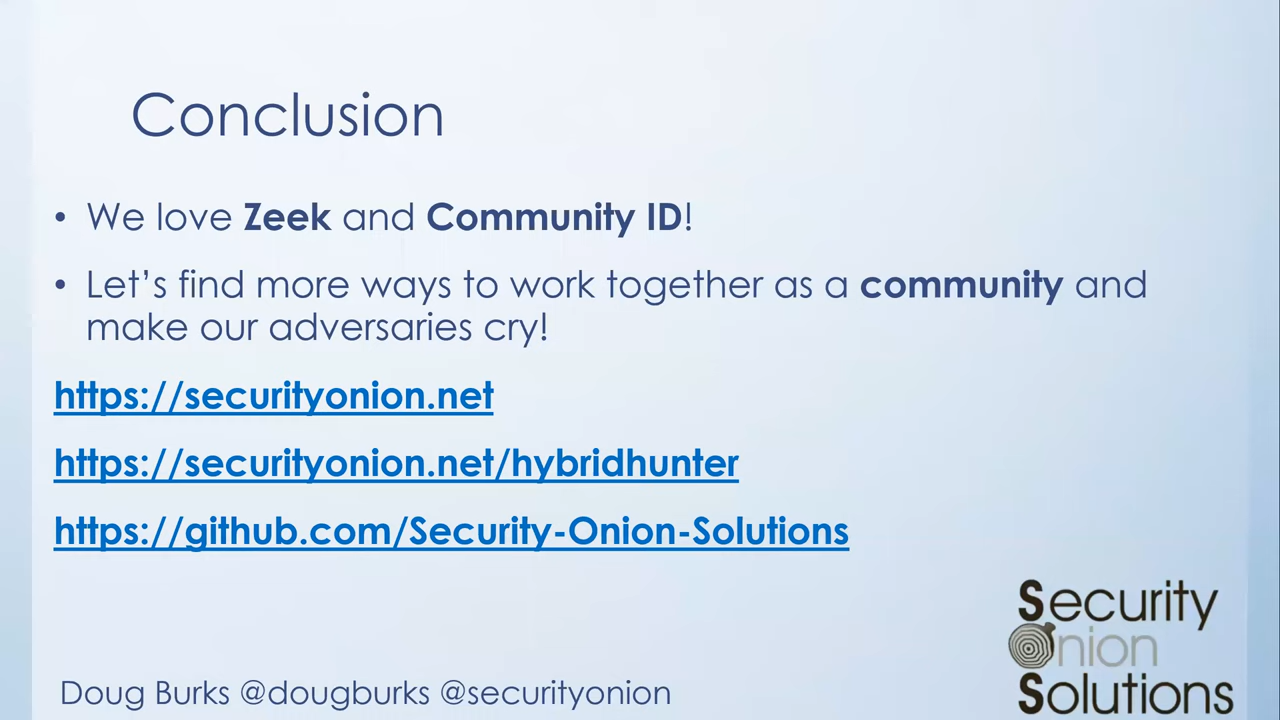 Conclusion
• We love Zeek and Community ID!
• Let’s find more ways to work together as a community and
make our adversaries cry!
https://securityonion.net
https://securityonion.net/hybridhunter
https://github.com/Security-Onion-Solutions
Doug Burks @dougburks @securityonion
Security
Onion
Solutions